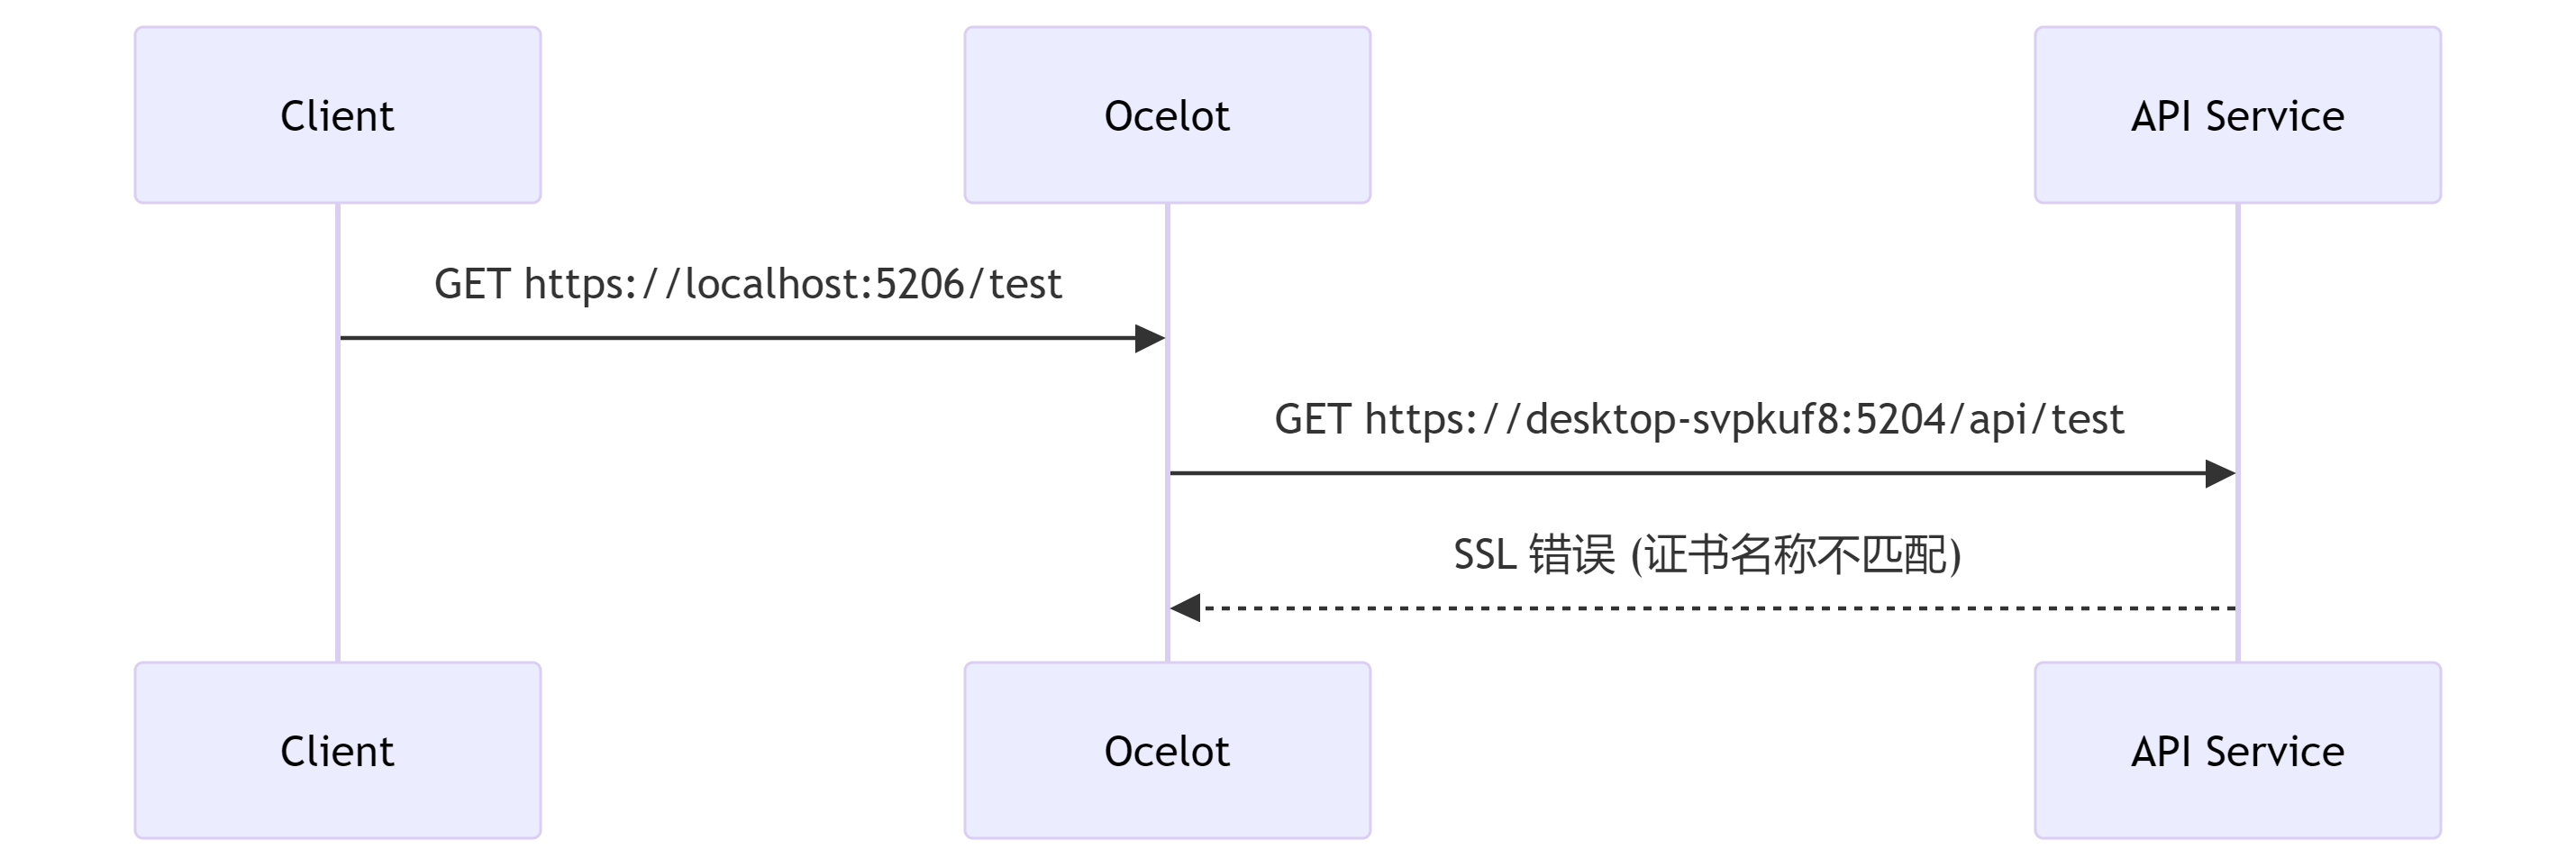 Client
Ocelot
API Service
GET https://localhost:5206/test
GET https://desktop-svpkuf8:5204/api/test
SSL 错误 (证书名称不匹配)
Client
Ocelot
API Service